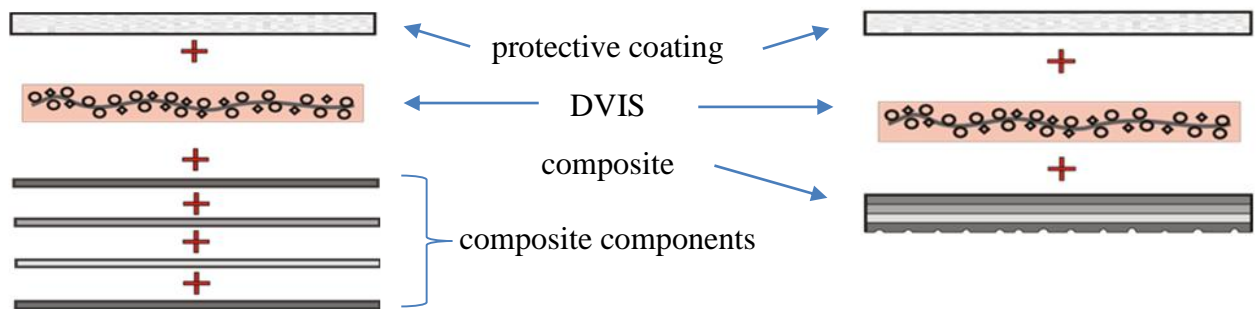 protective coating
DVIS
composite
composite components